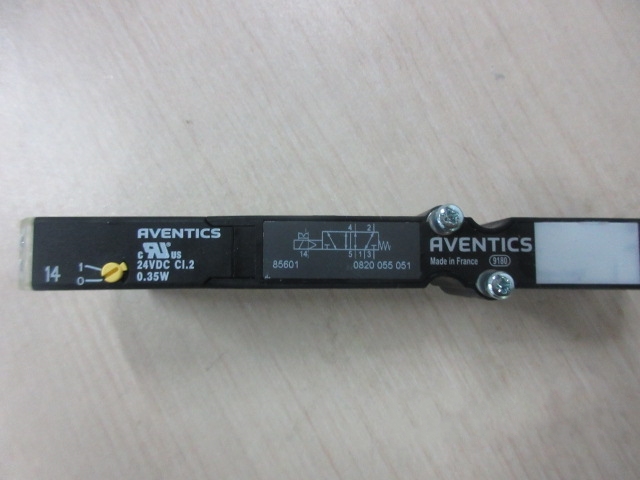 14
1
0
AVENTICS
C RU US
24VDC Cl.2
0.35W
4 2
14 5 1 3
85601 0820 055 051
AVENTICS
Made in France 9180